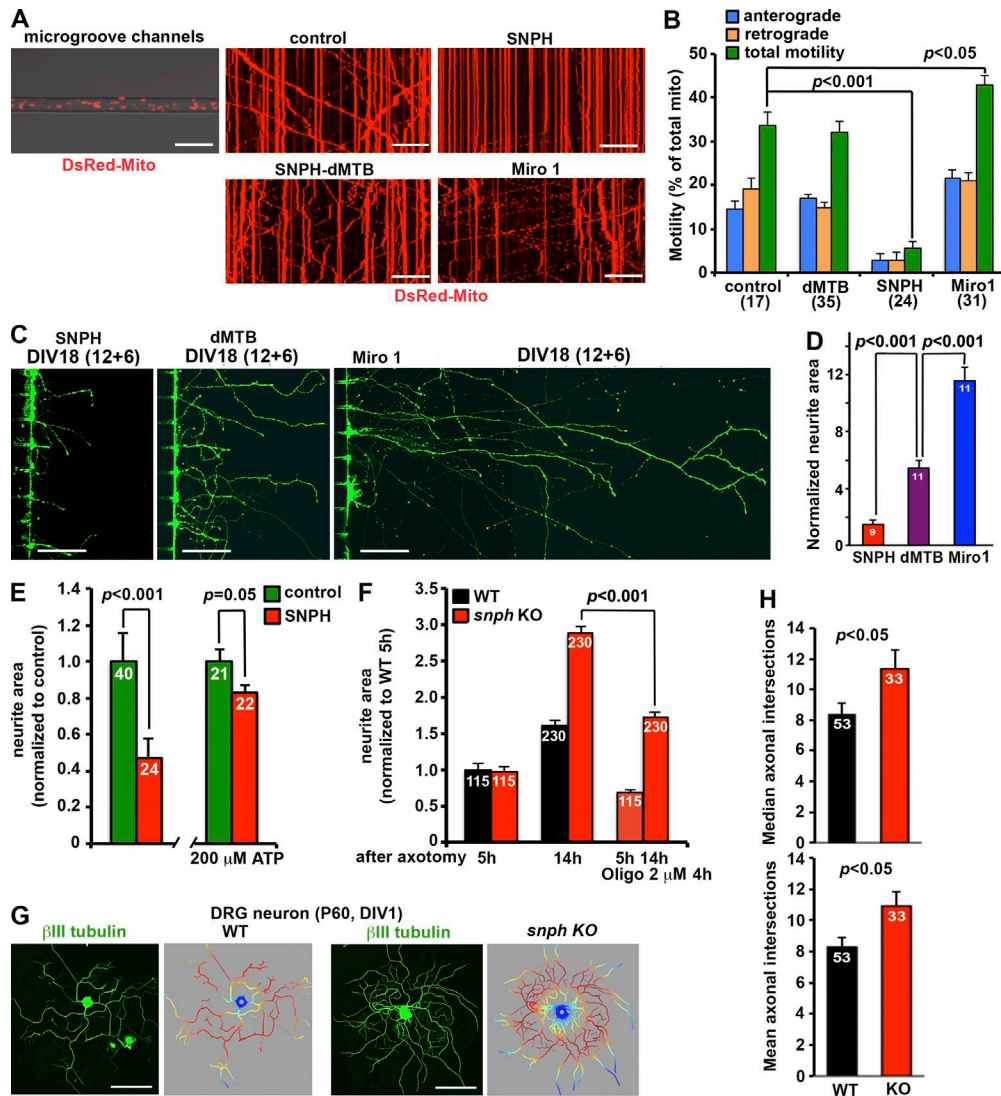 A
microgroove channels
control
SNPH
DsRed-Mito
SNPH-dMTB
Miro 1
DsRed-Mito
B
anterograde
retrograde
total motility
p<0.05
p<0.001
Motility (% of total mito)
50
40
30
20
10
0
control
(17)
dMTB
(35)
SNPH
(24)
Miro1
(31)
C
SNPH
DIV18 (12+6)
dMTB
DIV18 (12+6)
Miro 1
DIV18 (12+6)
D
p<0.001
p<0.001
Normalized neurite area
12
8
4
0
9
11
11
SNPH
dMTB
Miro1
E
p<0.001
p=0.05
control
SNPH
neurite area
(normalized to control)
1.4
1.2
1.0
0.8
0.6
0.4
0.2
0
40
24
21
22
200 μM ATP
F
WT
snph KO
p<0.001
neurite area
(normalized to WT 5h)
3.5
3.0
2.5
2.0
1.5
1.0
0.5
0
115
115
230
230
115
230
after axotomy
5h
14h
5h 14h
Oligo 2 μM 4h
G
DRG neuron (P60, DIV1)
βIII tubulin
WT
βIII tubulin
snph KO
H
Median axonal intersections
14
12
10
8
6
4
2
0
p<0.05
53
33
Mean axonal intersections
14
12
10
8
6
4
2
0
p<0.05
53
33
WT
KO